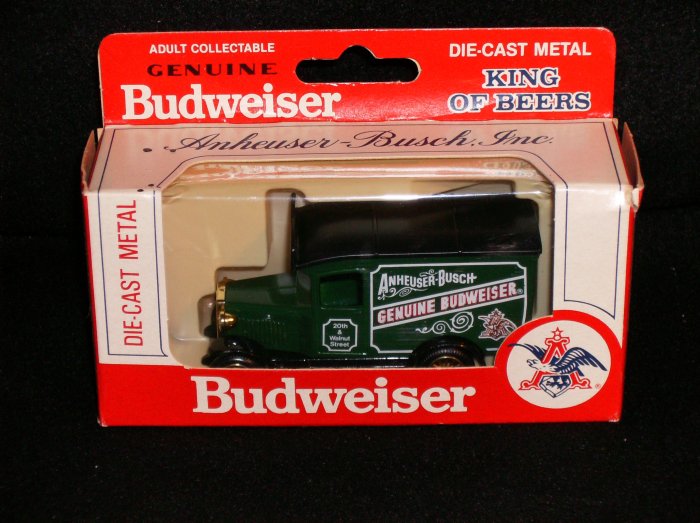 ADULT COLLECTABLE
GENUINE
Budweiser
DIE-CAST METAL
KING
OF BEERS
Anheuser-Busch, Inc.
DIE-CAST METAL
ANHEUSER-BUSCH
GENUINE BUDWEISER®
20th
&
Walnut
Street
A
®
Budweiser